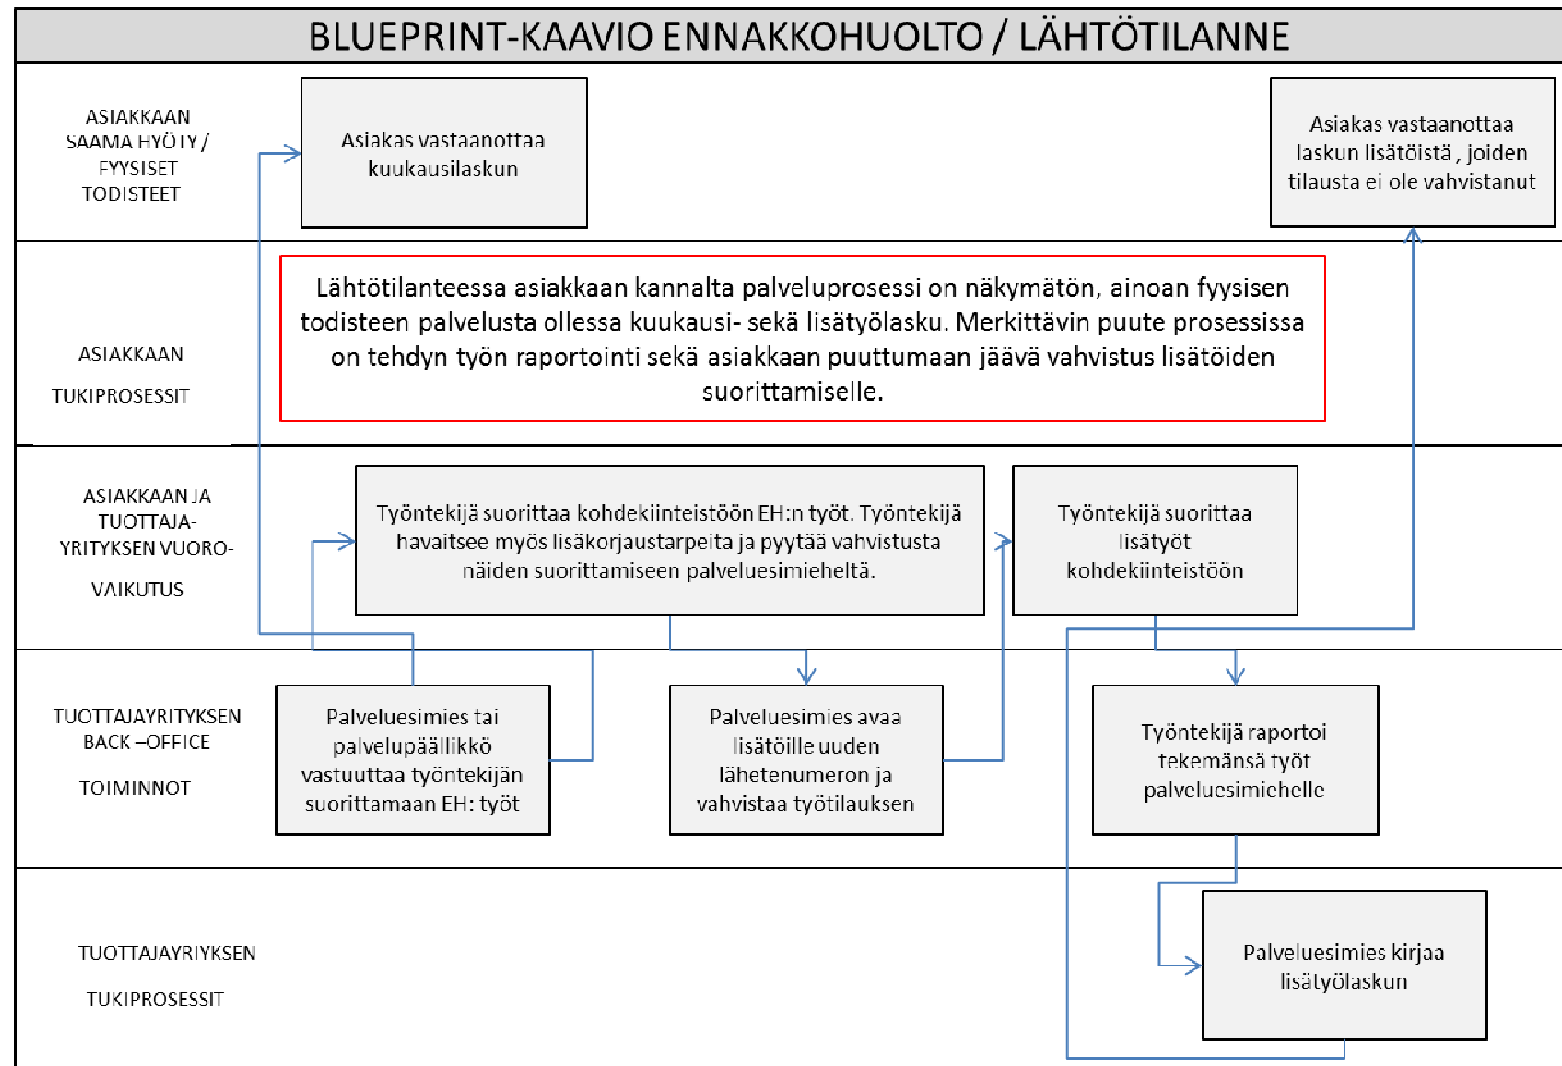 BLUEPRINT-KAAVIO ENNAKKOHUOLTO / LÄHTÖTILANNE
ASIAKKAAN
SAAMA HYÖTY /
FYYSISET
TODISTEET
Asiakas vastaanottaa
kuukausilaskun
Asiakas vastaanottaa
laskun lisätöistä , joiden
tilausta ei ole vahvistanut
ASIAKKAAN
TUKIPROSESSIT
Lähtötilanteessa asiakkaan kannalta palveluprosessi on näkymätön, ainoan fyysisen
todisteen palvelusta ollessa kuukausi- sekä lisätyölasku. Merkittävin puute prosessissa
on tehdyn työn raportointi sekä asiakkaan puuttumaan jäävä vahvistus lisätöiden
suorittamiselle.
ASIAKKAAN JA
TUOTTAJA-
YRITYKSEN VUORO-
VAIKUTUS
Työntekijä suorittaa kohdekiinteistöön EH:n työt. Työntekijä
havaitsee myös lisäkorjaustarpeita ja pyytää vahvistusta
näiden suorittamiseen palveluesimieheltä.
Työntekijä suorittaa
lisätyöt
kohdekiinteistöön
TUOTTAJAYRITYKSEN
BACK –OFFICE
TOIMINNOT
Palveluesimies tai
palvelupäällikkö
vastuuttaa työntekijän
suorittamaan EH: työt
Palveluesimies avaa
lisätöille uuden
lähetenumeron ja
vahvistaa työtilauksen
Työntekijä raportoi
tekemänsä työt
palveluesimiehelle
TUOTTAJAYRIYKSEN
TUKIPROSESSIT
Palveluesimies kirjaa
lisätyölaskun